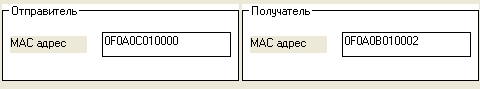 Отправитель
MAC адрес 0F0A0C010000
Получатель
MAC адрес 0F0A0B010002